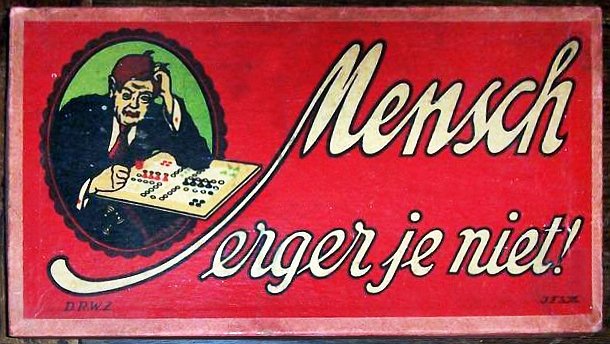 Mensch
erger je niet!
D.R.W.Z.